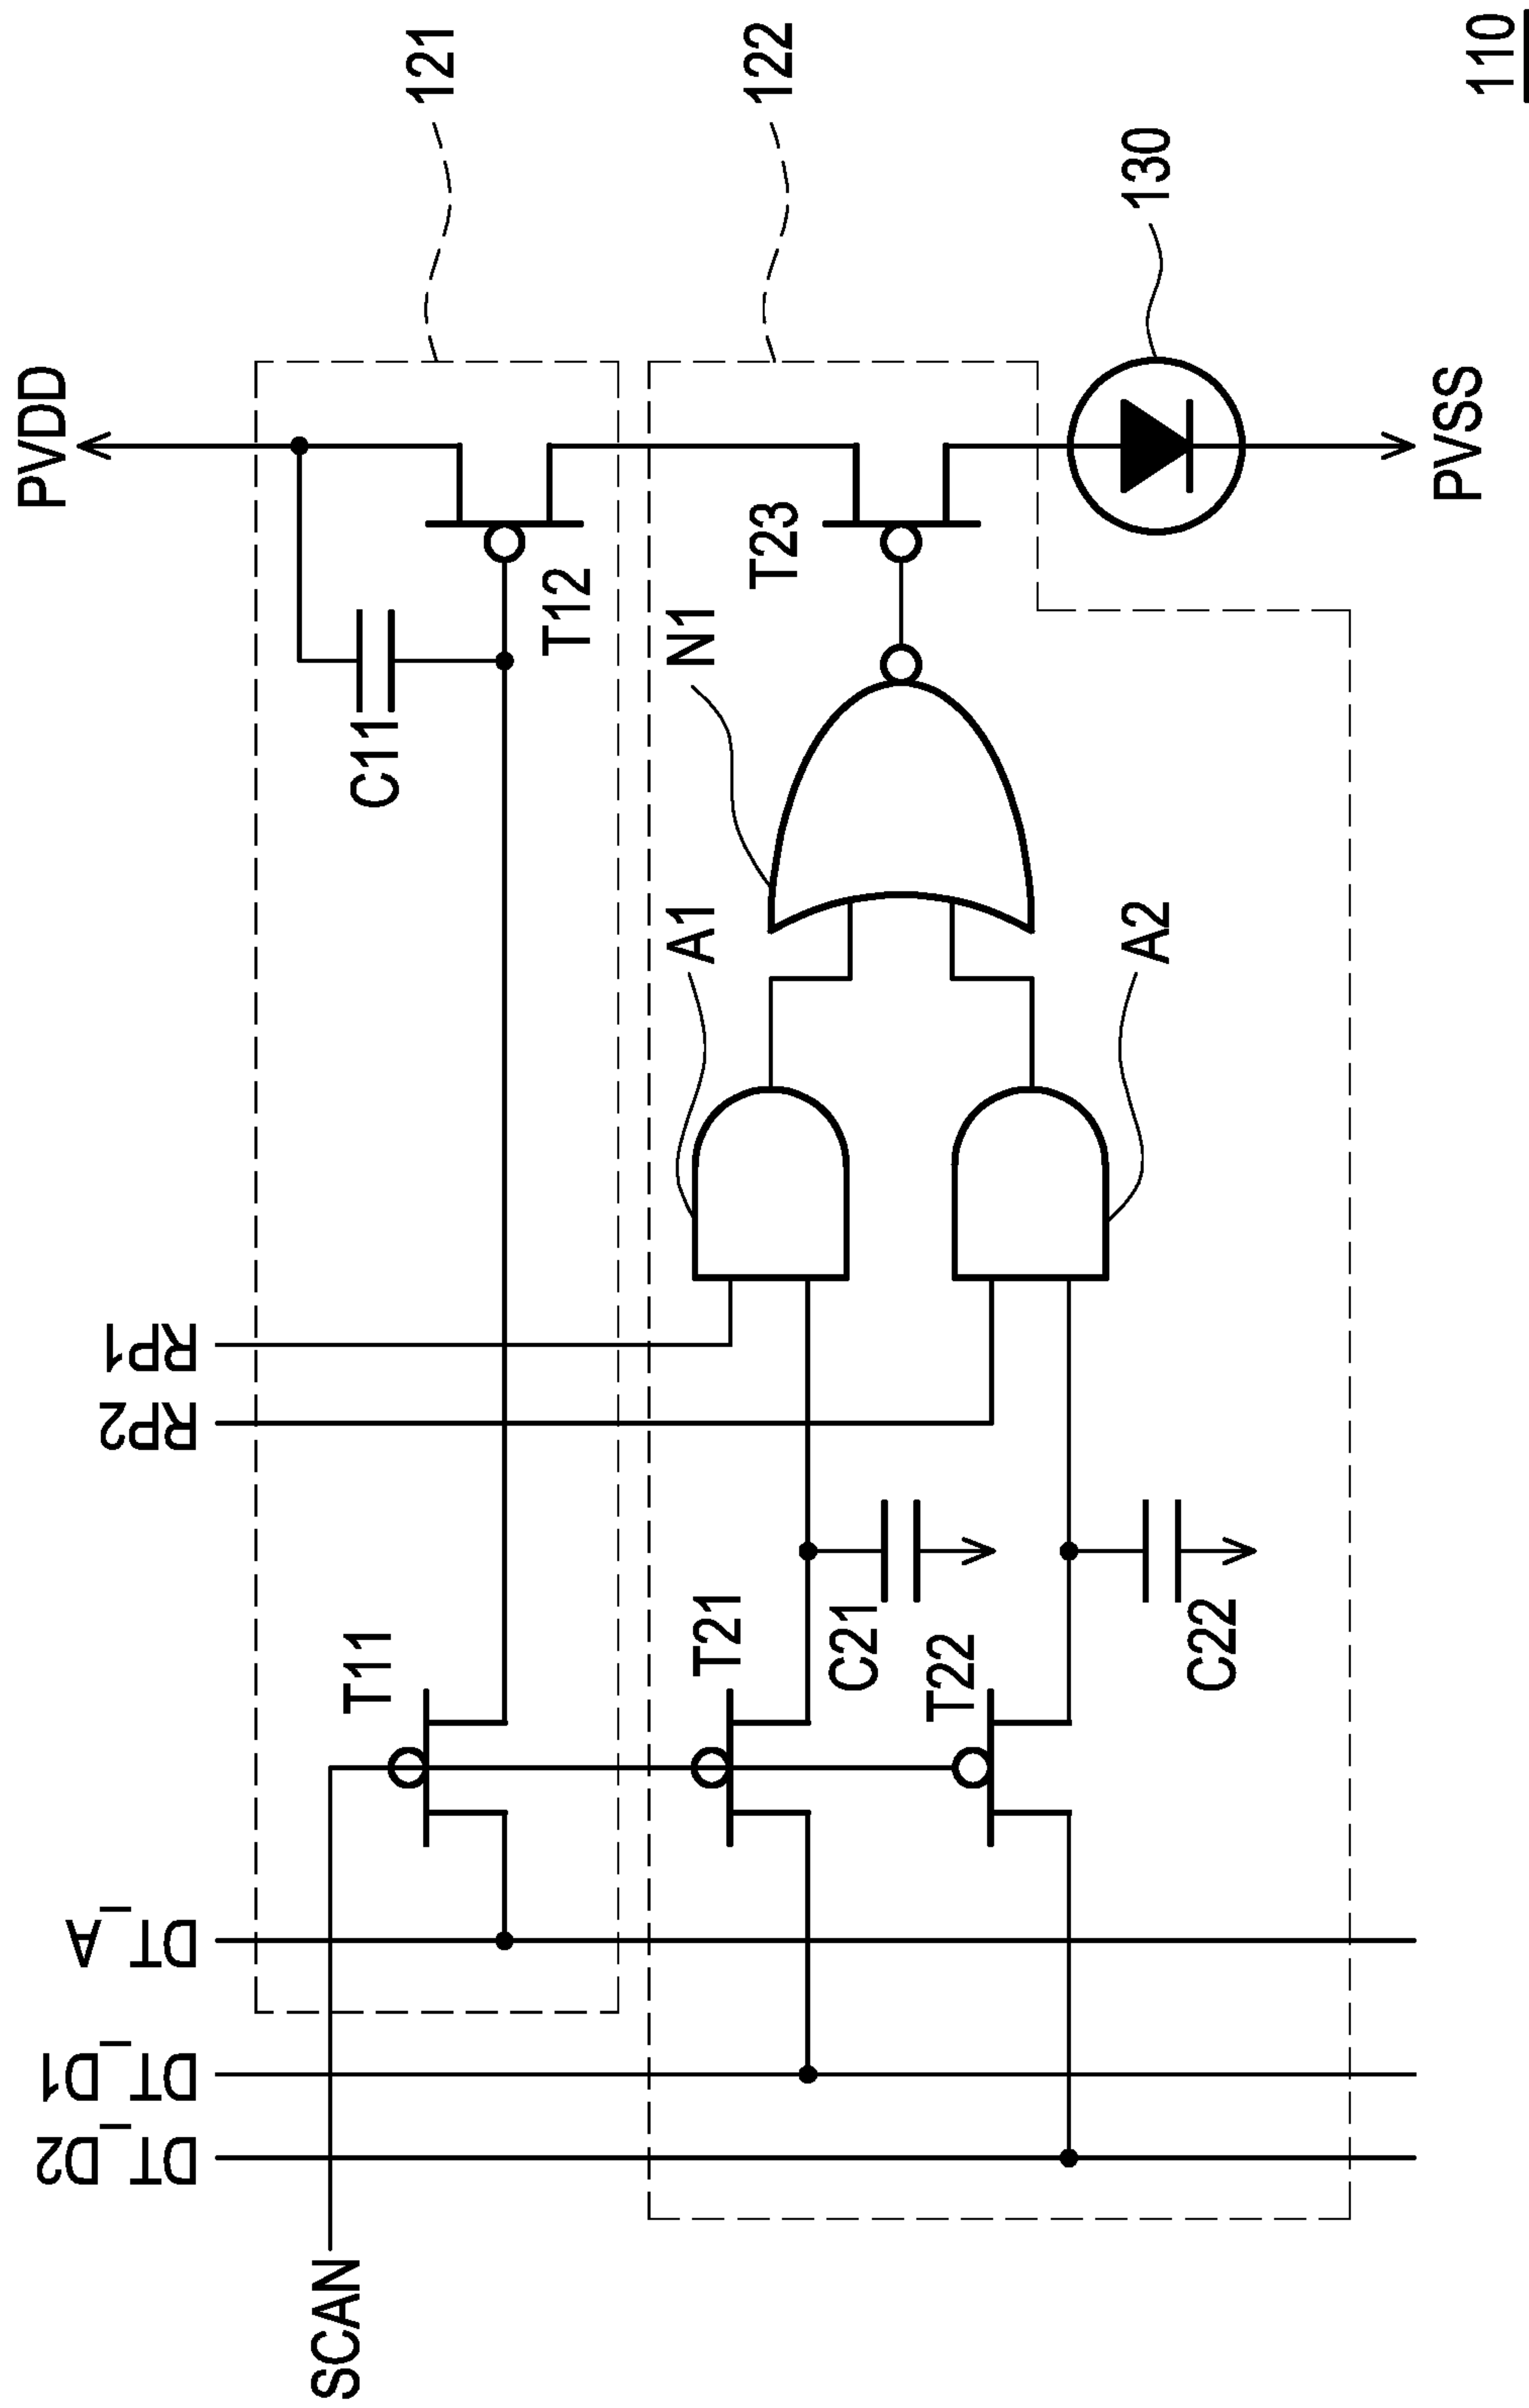 PVDD
121
122
130
PVSS
110
C11
T12
T23
N1
A1
A2
RP1
RP2
T11
T21
C21
T22
C22
DT_A
DT_D1
DT_D2
SCAN